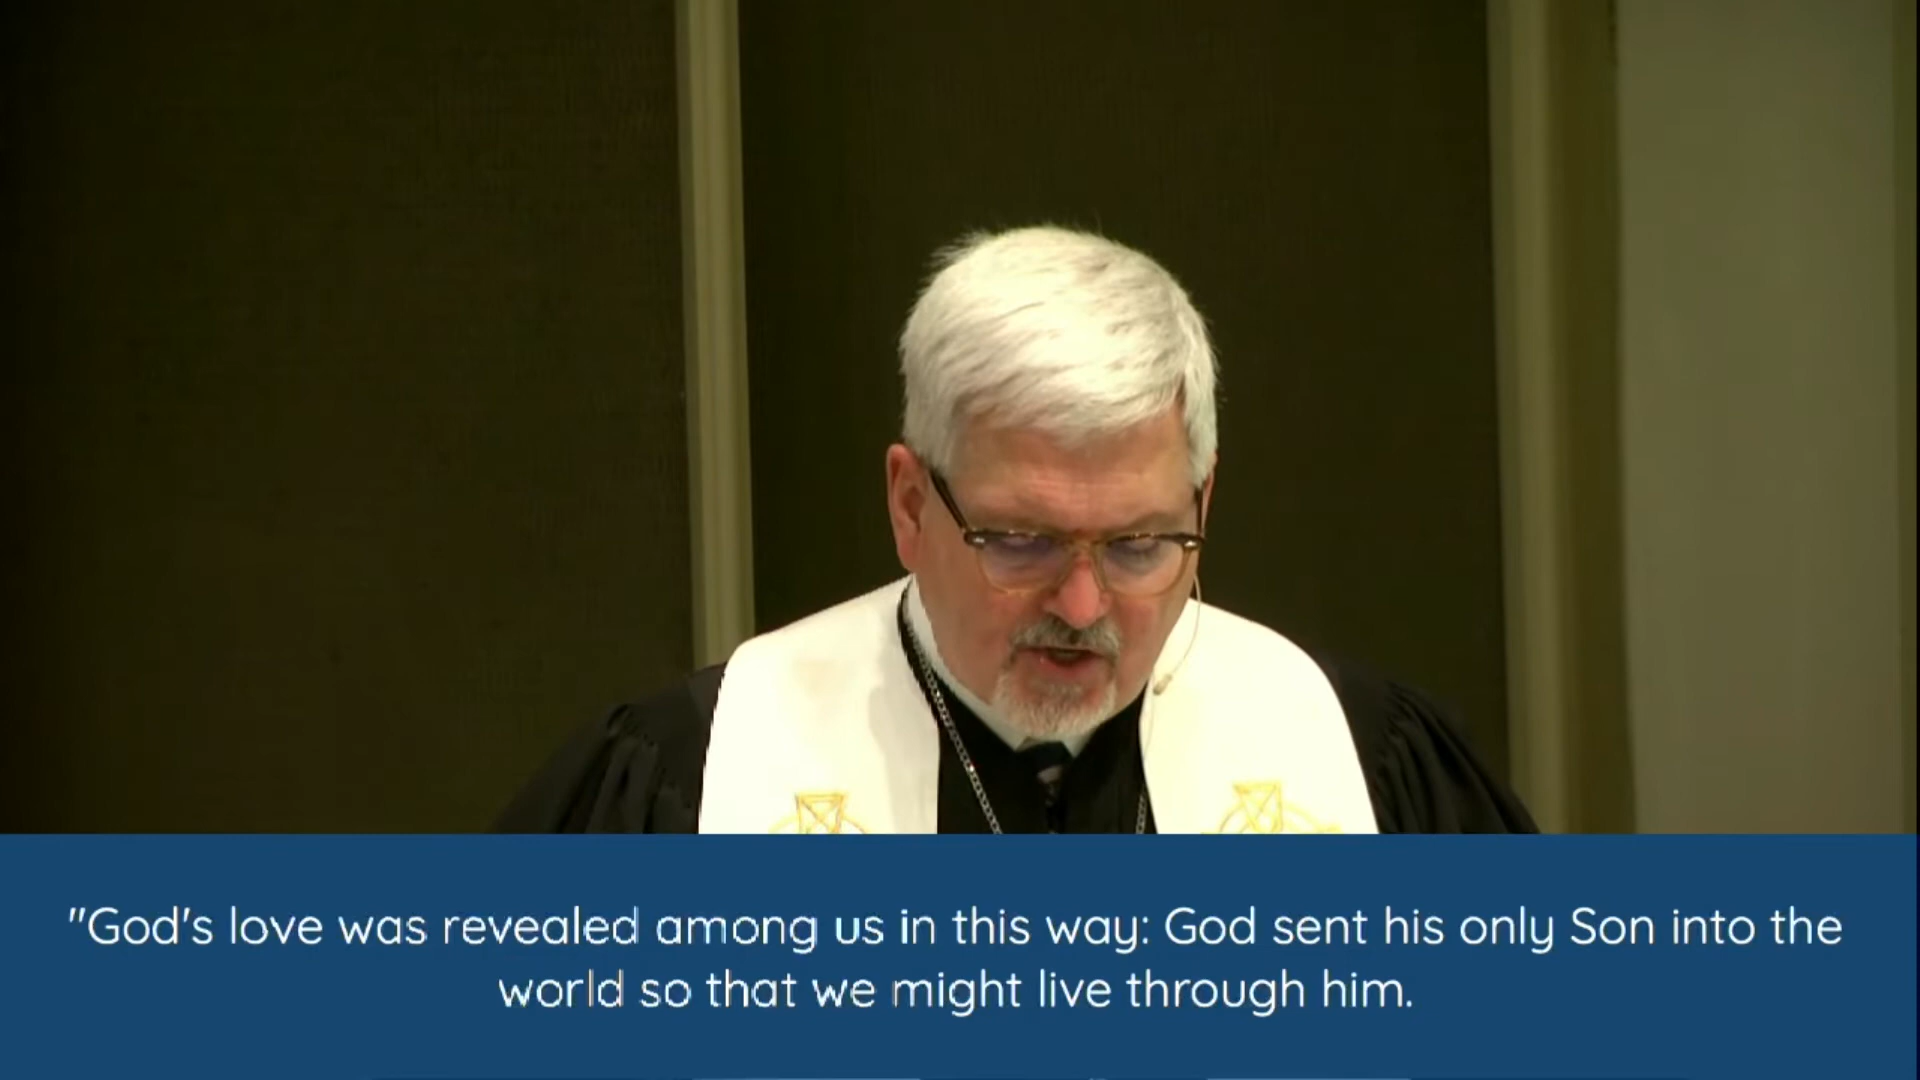 "God's love was revealed among us in this way: God sent his only Son into the
world so that we might live through him.